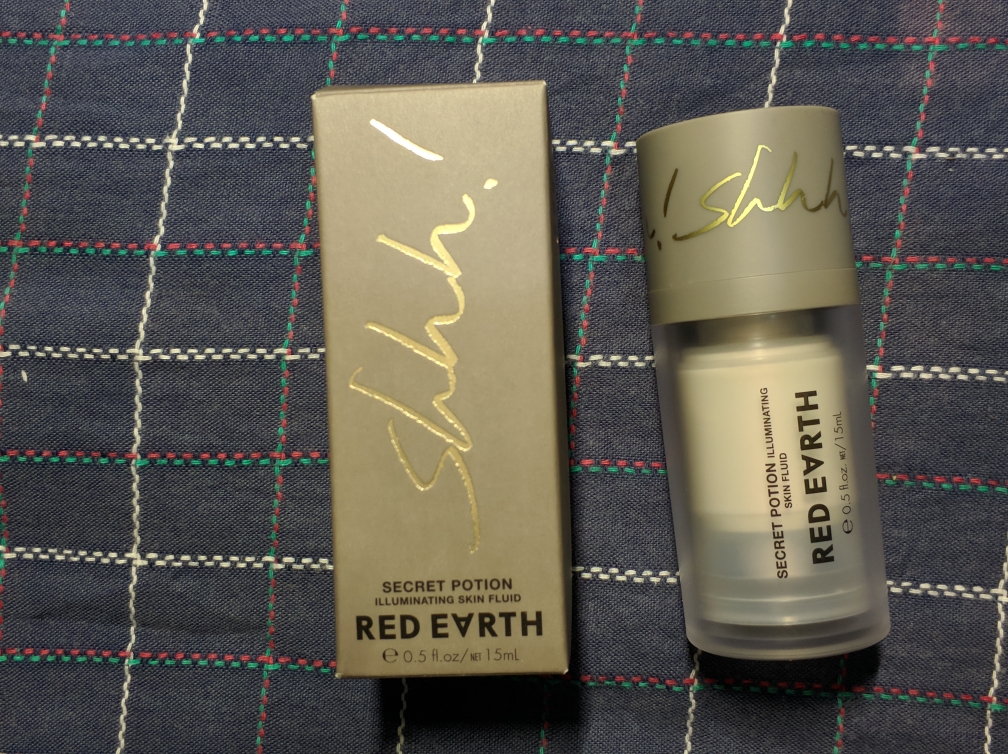 Shhh!
SECRET POTION
ILLUMINATING SKIN FLUID
RED EARTH
e 0.5 fl.oz/NET 15mL
! Shhh
SECRET POTION ILLUMINATING
SKIN FLUID
RED EARTH
e 0.5 fl.oz. NET/15mL